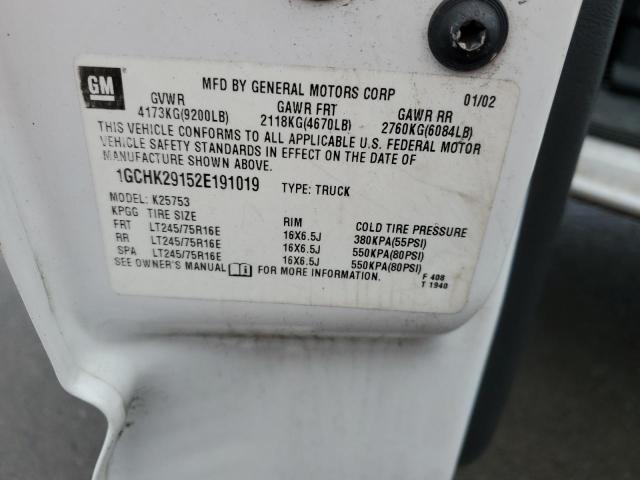 GM
MFD BY GENERAL MOTORS CORP 01/02
GVWR GAWR FRT GAWR RR
4173KG(9200LB) 2118KG(4670LB) 2760KG(6084LB)
THIS VEHICLE CONFORMS TO ALL APPLICABLE U.S. FEDERAL MOTOR
VEHICLE SAFETY STANDARDS IN EFFECT ON THE DATE OF
MANUFACTURE SHOWN ABOVE.
1GCHK29152E191019 TYPE: TRUCK
MODEL: K25753
KPGG TIRE SIZE RIM COLD TIRE PRESSURE
FRT LT245/75R16E 16X6.5J 380KPA(55PSI)
RR LT245/75R16E 16X6.5J 550KPA(80PSI)
SPA LT245/75R16E 16X6.5J 550KPA(80PSI)
SEE OWNER'S MANUAL FOR MORE INFORMATION.
F 408
T 1940